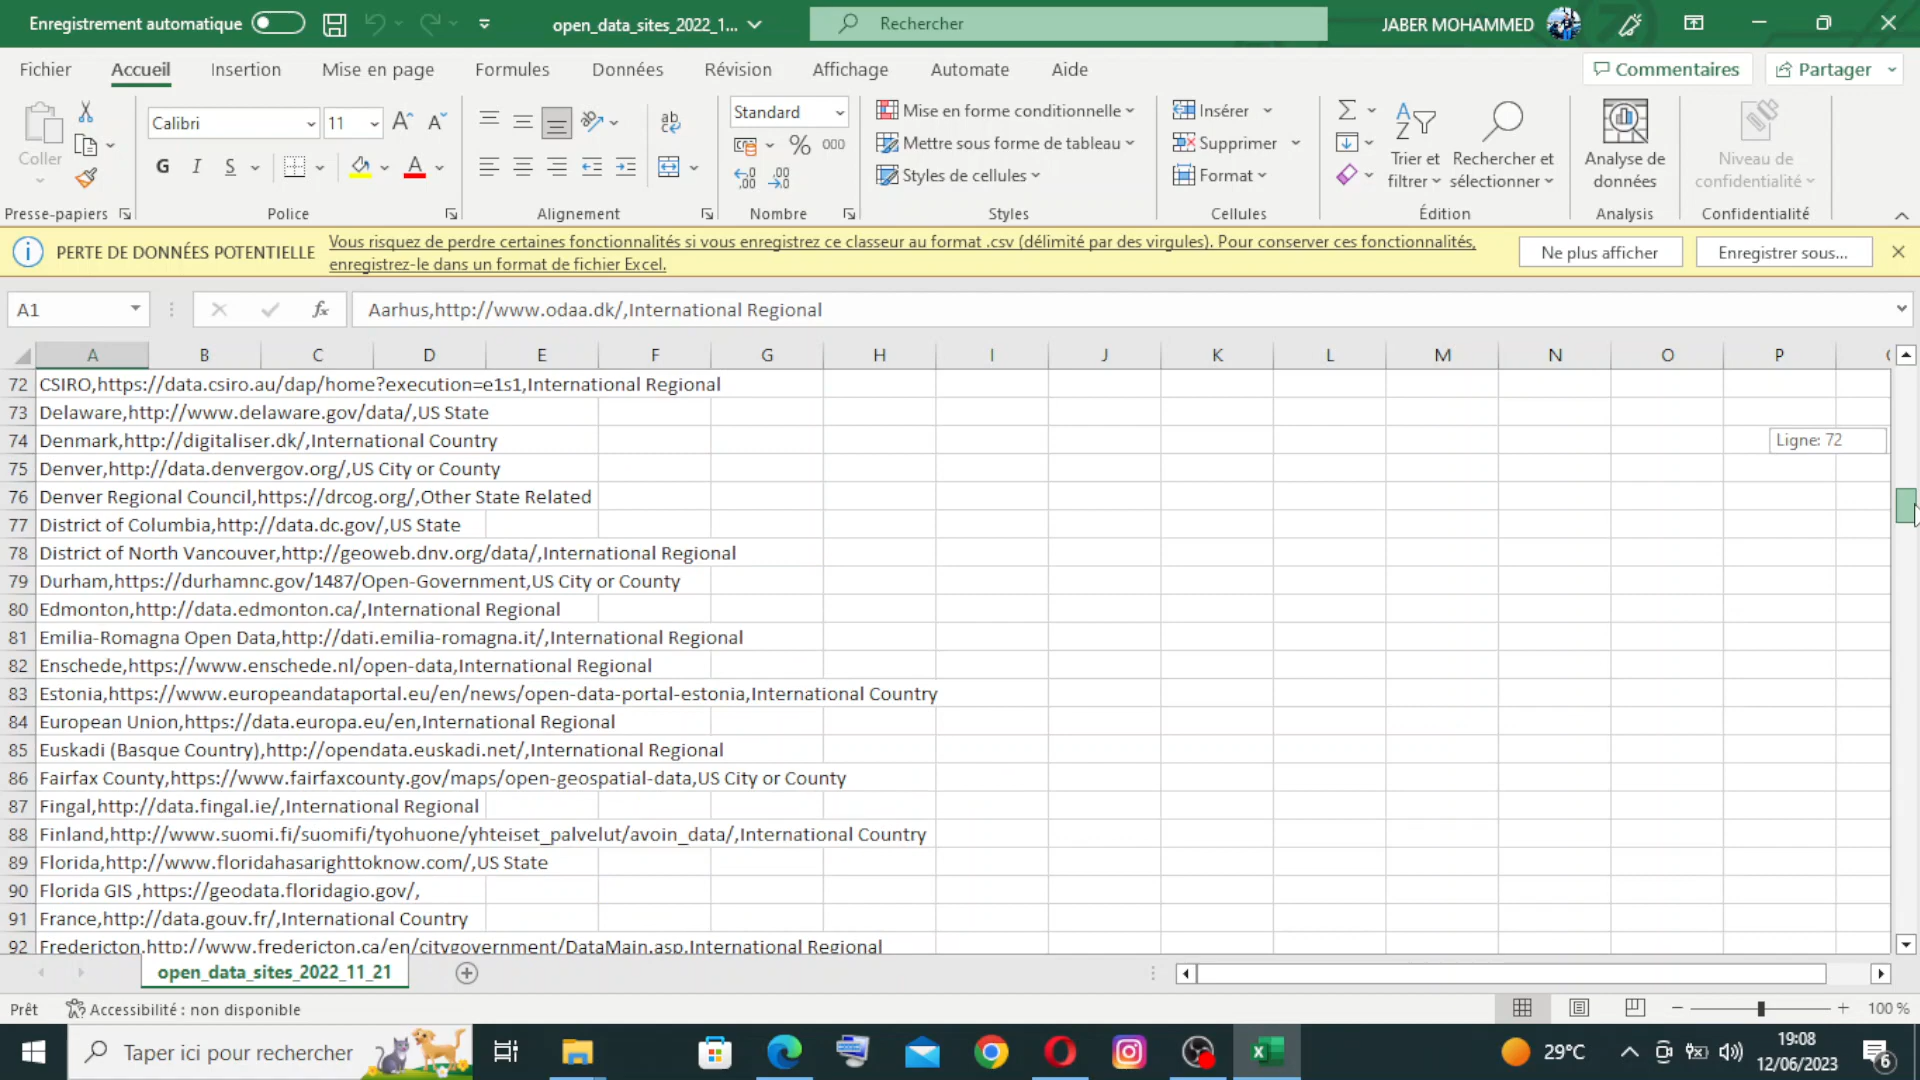 Enregistrement automatique
open_data_sites_2022_1...
Rechercher
JABER MOHAMMED
Fichier Accueil Insertion Mise en page Formules Données Révision Affichage Automate Aide
Commentaires Partager
Coller
Calibri 11
G I S
Standard
% 000
Mise en forme conditionnelle
Mettre sous forme de tableau
Styles de cellules
Insérer
Supprimer
Format
Trier et filtrer
Rechercher et sélectionner
Analyse de données
Niveau de confidentialité
Presse-papiers Police Alignement Nombre Styles Cellules Édition Analysis Confidentialité
PERTE DE DONNÉES POTENTIELLE
Vous risquez de perdre certaines fonctionnalités si vous enregistrez ce classeur au format .csv (délimité par des virgules). Pour conserver ces fonctionnalités,
enregistrez-le dans un format de fichier Excel.
Ne plus afficher
Enregistrer sous...
A1
fx
Aarhus,http://www.odaa.dk/,International Regional
A B C D E F G H I J K L M N O P
72 CSIRO,https://data.csiro.au/dap/home?execution=e1s1,International Regional
73 Delaware,http://www.delaware.gov/data/,US State
74 Denmark,http://digitaliser.dk/,International Country
Ligne: 72
75 Denver,http://data.denvergov.org/,US City or County
76 Denver Regional Council,https://drcog.org/,Other State Related
77 District of Columbia,http://data.dc.gov/,US State
78 District of North Vancouver,http://geoweb.dnv.org/data/,International Regional
79 Durham,https://durhamnc.gov/1487/Open-Government,US City or County
80 Edmonton,http://data.edmonton.ca/,International Regional
81 Emilia-Romagna Open Data,http://dati.emilia-romagna.it/,International Regional
82 Enschede,https://www.enschede.nl/open-data,International Regional
83 Estonia,https://www.europeandataportal.eu/en/news/open-data-portal-estonia,International Country
84 European Union,https://data.europa.eu/en,International Regional
85 Euskadi (Basque Country),http://opendata.euskadi.net/,International Regional
86 Fairfax County,https://www.fairfaxcounty.gov/maps/open-geospatial-data,US City or County
87 Fingal,http://data.fingal.ie/,International Regional
88 Finland,http://www.suomi.fi/suomifi/tyohuone/yhteiset_palvelut/avoin_data/,International Country
89 Florida,http://www.floridahasarighttoknow.com/,US State
90 Florida GIS ,https://geodata.floridagio.gov/,
91 France,http://data.gouv.fr/,International Country
92 Fredericton,http://www.fredericton.ca/en/citygovernment/DataMain.asp,International Regional
open_data_sites_2022_11_21
Prêt
Accessibilité : non disponible
100 %
Taper ici pour rechercher
29°C
19:08
12/06/2023
6